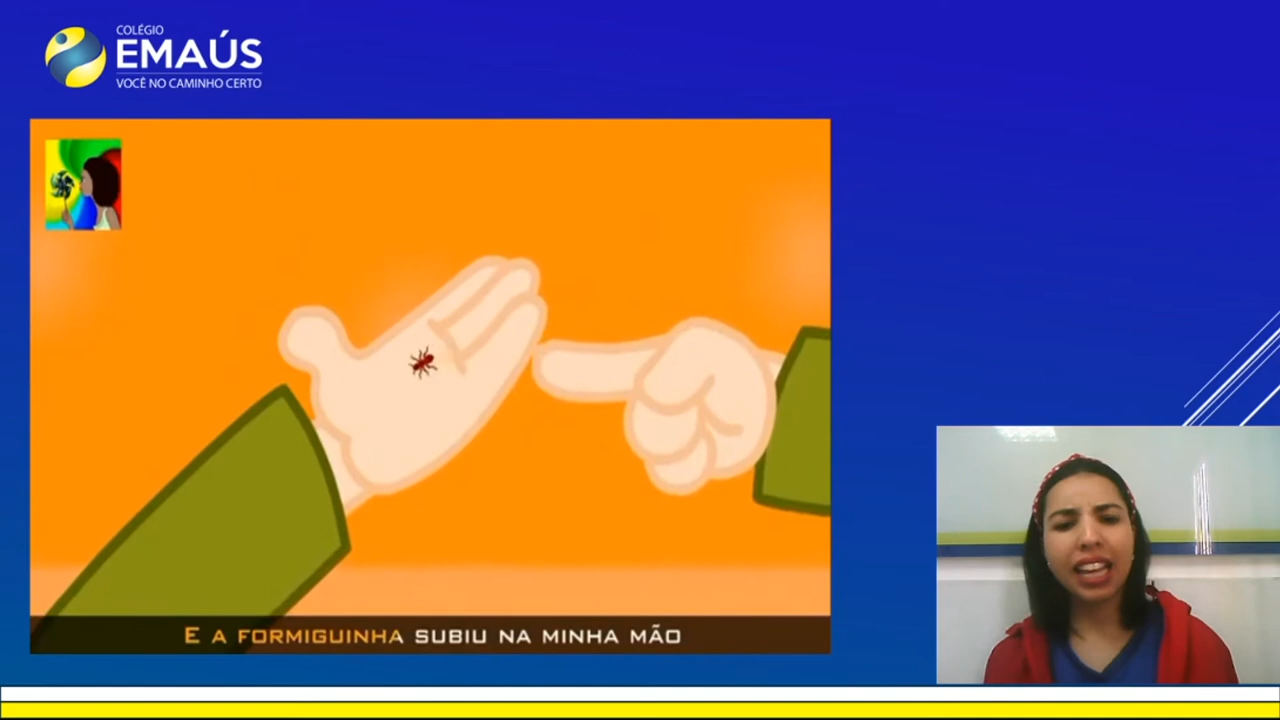 COLÉGIO
EMAÚS
VOCÊ NO CAMINHO CERTO
E A FORMIGUINHA SUBIU NA MINHA MÃO